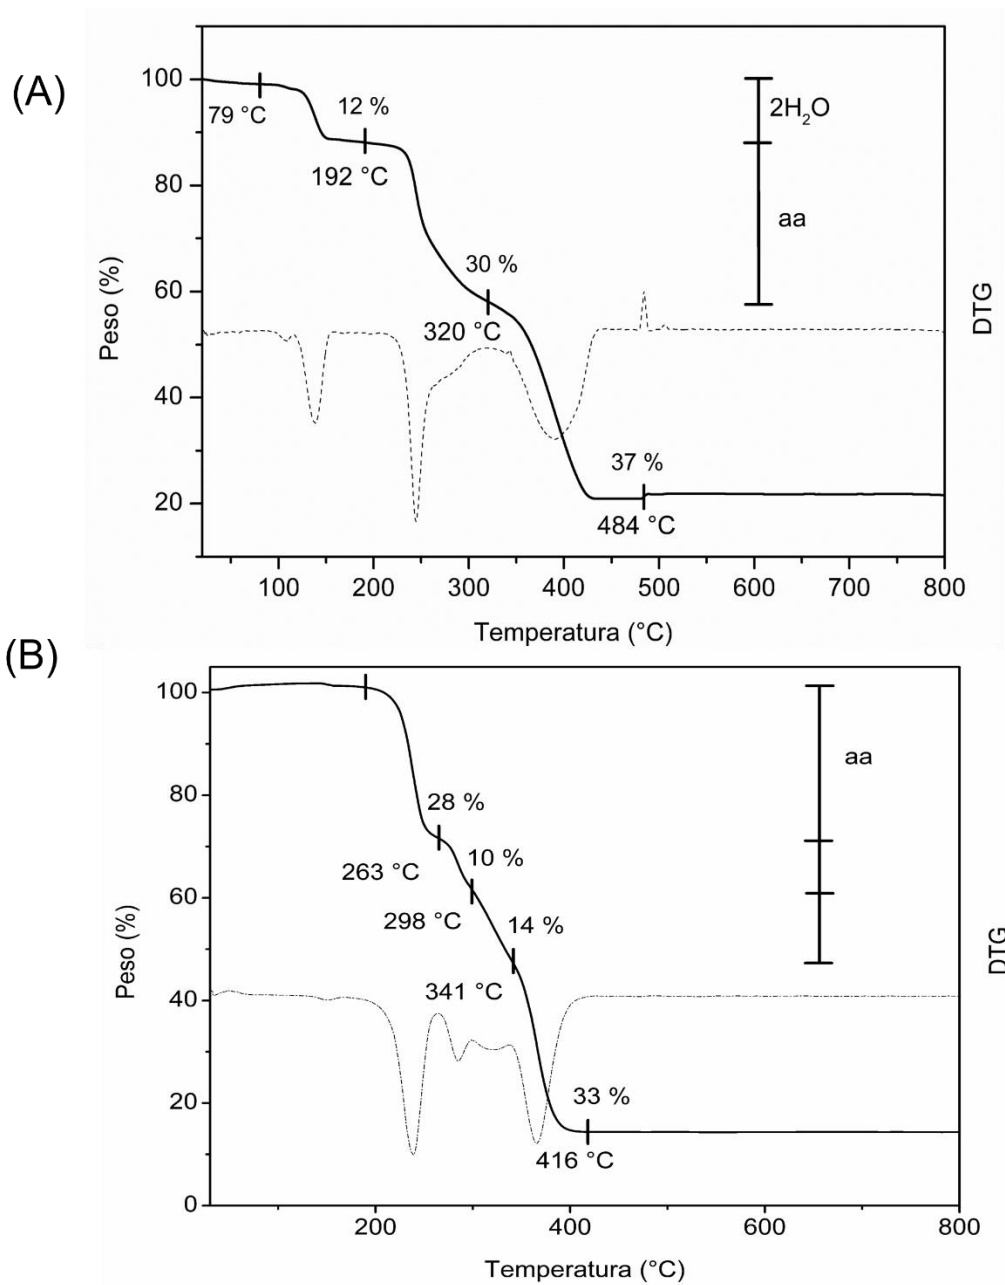 (A)
100
80
60
40
20
Peso (%)
79 °C
12 %
192 °C
30 %
320 °C
37 %
484 °C
2H₂O
aa
DTG
100
200
300
400
500
600
700
800
Temperatura (°C)
(B)
100
80
60
40
20
0
Peso (%)
28 %
263 °C
10 %
298 °C
14 %
341 °C
33 %
416 °C
aa
DTG
200
400
600
800
Temperatura (°C)